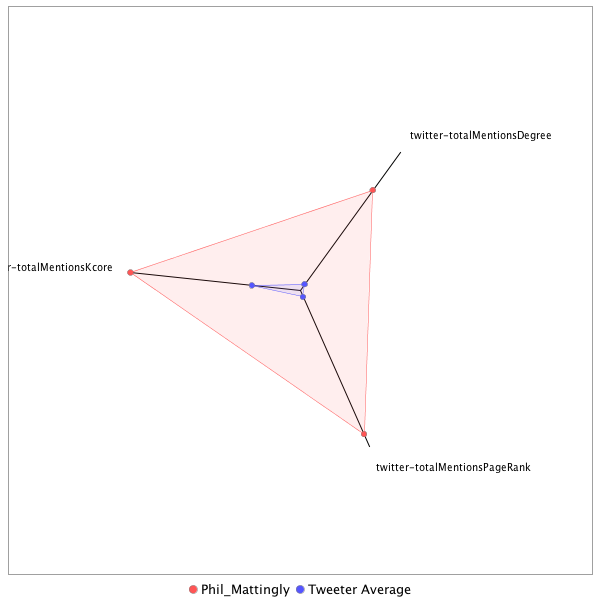 twitter-totalMentionsDegree
r-totalMentionsKcore
twitter-totalMentionsPageRank
Phil_Mattingly Tweeter Average